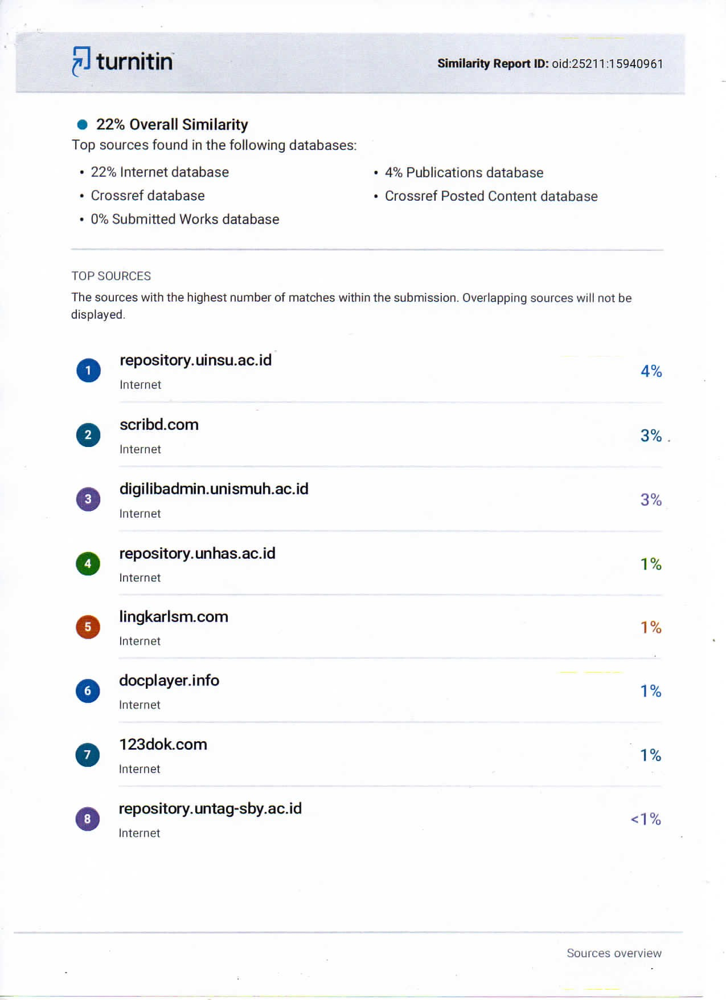 turnitin
Similarity Report ID: oid:25211:15940961
22% Overall Similarity
Top sources found in the following databases:
• 22% Internet database
• 4% Publications database
• Crossref database
• Crossref Posted Content database
• 0% Submitted Works database
TOP SOURCES
The sources with the highest number of matches within the submission. Overlapping sources will not be
displayed.
1
repository.uinsu.ac.id
Internet
4%
2
scribd.com
Internet
3%
3
digilibadmin.unismuh.ac.id
Internet
3%
4
repository.unhas.ac.id
Internet
1%
5
lingkarlsm.com
Internet
1%
6
docplayer.info
Internet
1%
7
123dok.com
Internet
1%
8
repository.untag-sby.ac.id
Internet
<1%
Sources overview